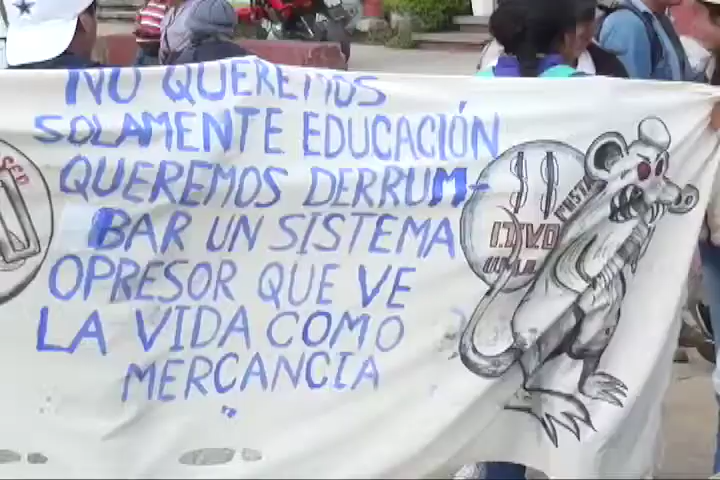 NO QUEREMOS
SOLAMENTE EDUCACIÓN
QUEREMOS DERRUM-
BAR UN SISTEMA
OPRESOR QUE VE
LA VIDA COMO
MERCANCIA